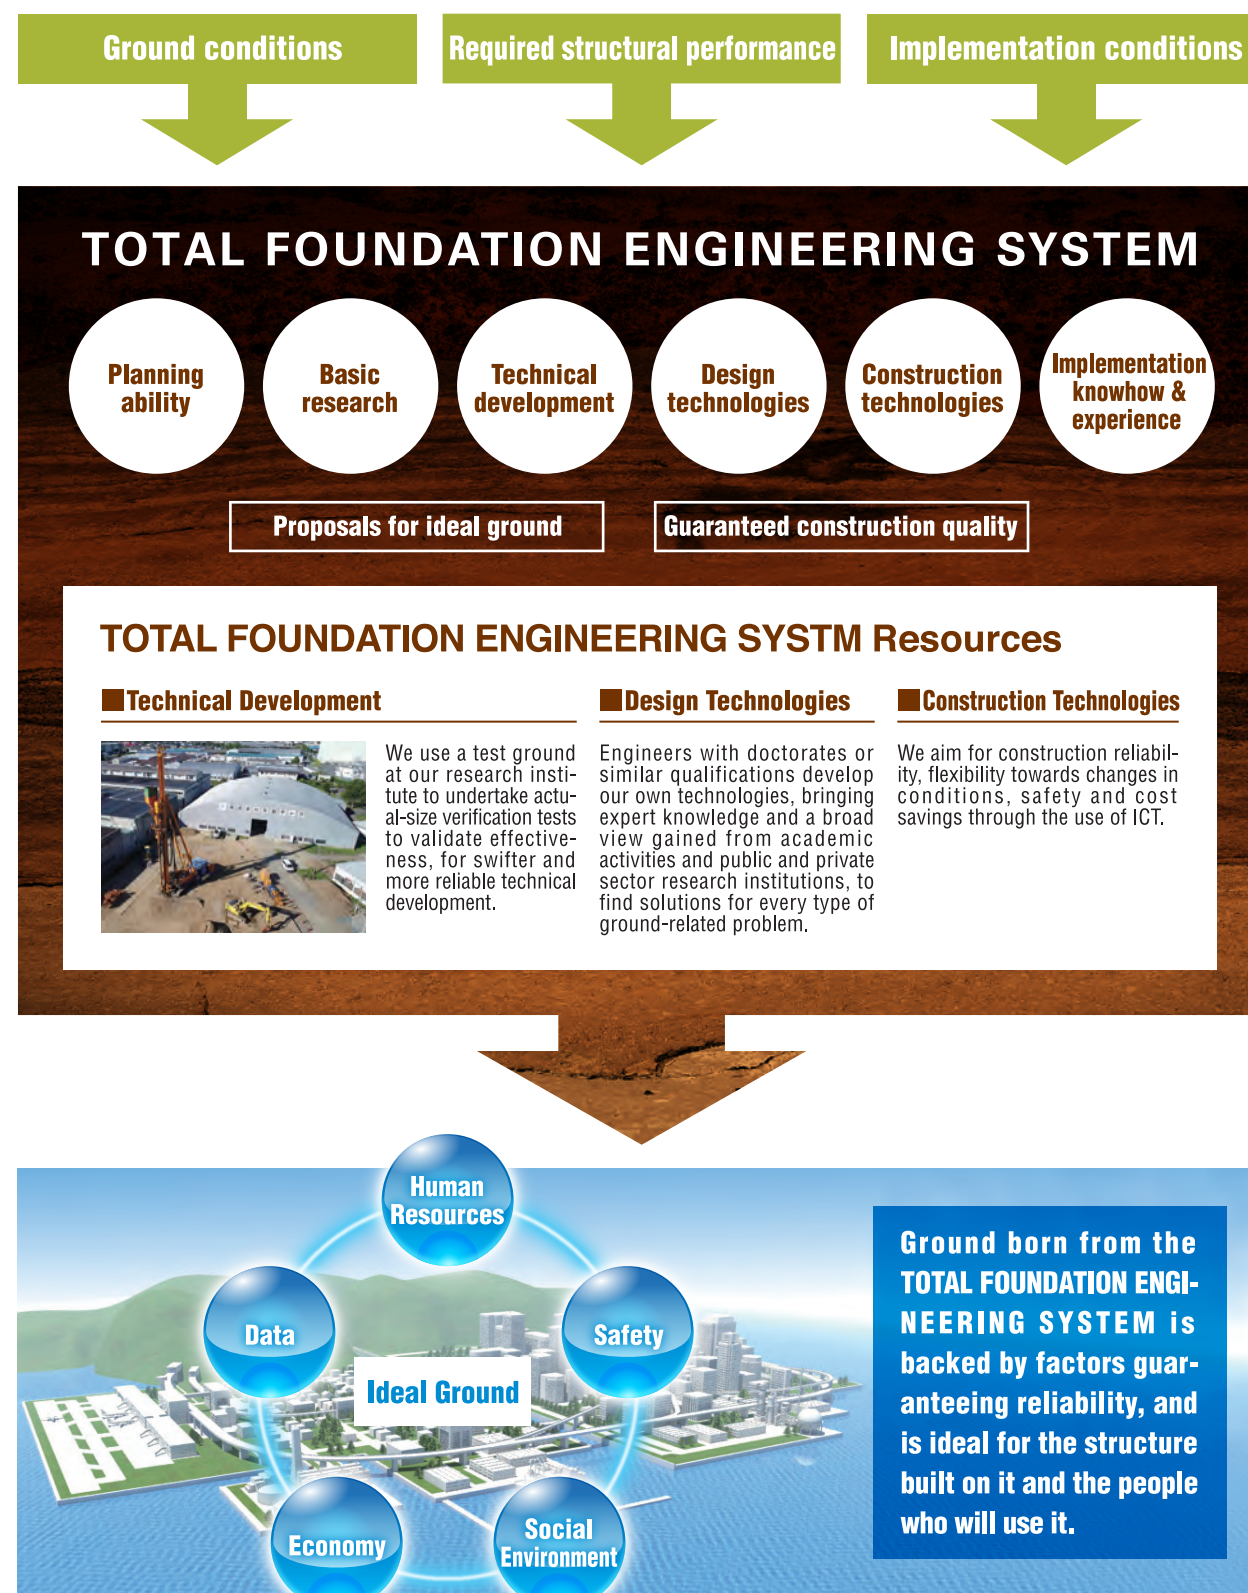 Ground conditions
Required structural performance
Implementation conditions
TOTAL FOUNDATION ENGINEERING SYSTEM
Planning
ability
Basic
research
Technical
development
Design
technologies
Construction
technologies
Implementation
knowhow &
experience
Proposals for ideal ground
Guaranteed construction quality
TOTAL FOUNDATION ENGINEERING SYSTM Resources
■Technical Development
We use a test ground
at our research insti-
tute to undertake actu-
al-size verification tests
to validate effective-
ness, for swifter and
more reliable technical
development.
■Design Technologies
Engineers with doctorates or
similar qualifications develop
our own technologies, bringing
expert knowledge and a broad
view gained from academic
activities and public and private
sector research institutions, to
find solutions for every type of
ground-related problem.
■Construction Technologies
We aim for construction reliabil-
ity, flexibility towards changes in
conditions, safety and cost
savings through the use of ICT.
Human
Resources
Data
Safety
Ideal Ground
Economy
Social
Environment
Ground born from the
TOTAL FOUNDATION ENGI-
NEERING SYSTEM is
backed by factors guar-
anteeing reliability, and
is ideal for the structure
built on it and the people
who will use it.